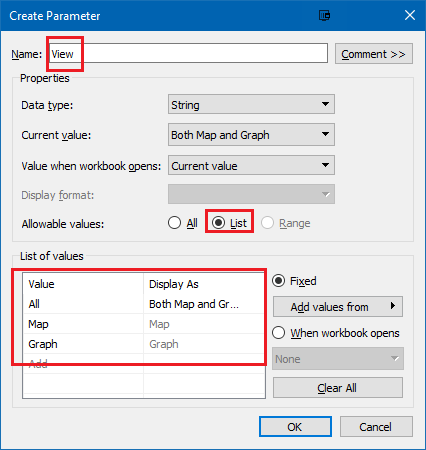 Create Parameter
Name: View Comment >>
Properties
Data type: String
Current value: Both Map and Graph
Value when workbook opens: Current value
Display format:
Allowable values: All List Range
List of values
Value Display As
All Both Map and Gr...
Map Map
Graph Graph
Add
Fixed
Add values from
When workbook opens
None
Clear All
OK Cancel